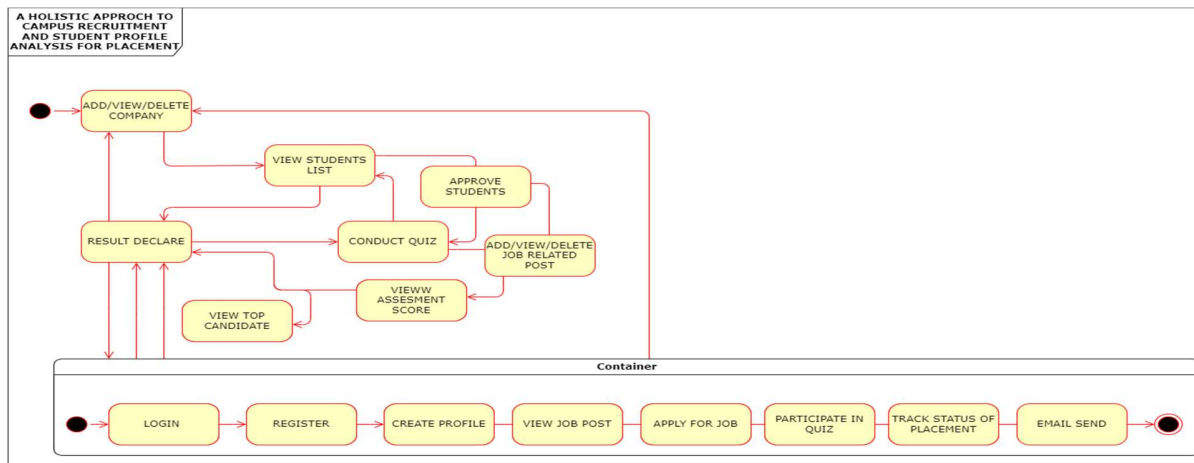 A HOLISTIC APPROCH TO
CAMPUS RECRUITMENT
AND STUDENT PROFILE
ANALYSIS FOR PLACEMENT
ADD/VIEW/DELETE
COMPANY
VIEW STUDENTS
LIST
APPROVE
STUDENTS
RESULT DECLARE
CONDUCT QUIZ
ADD/VIEW/DELETE
JOB RELATED
POST
VIEWW
ASSESMENT
SCORE
VIEW TOP
CANDIDATE
Container
LOGIN
REGISTER
CREATE PROFILE
VIEW JOB POST
APPLY FOR JOB
PARTICIPATE IN
QUIZ
TRACK STATUS OF
PLACEMENT
EMAIL SEND